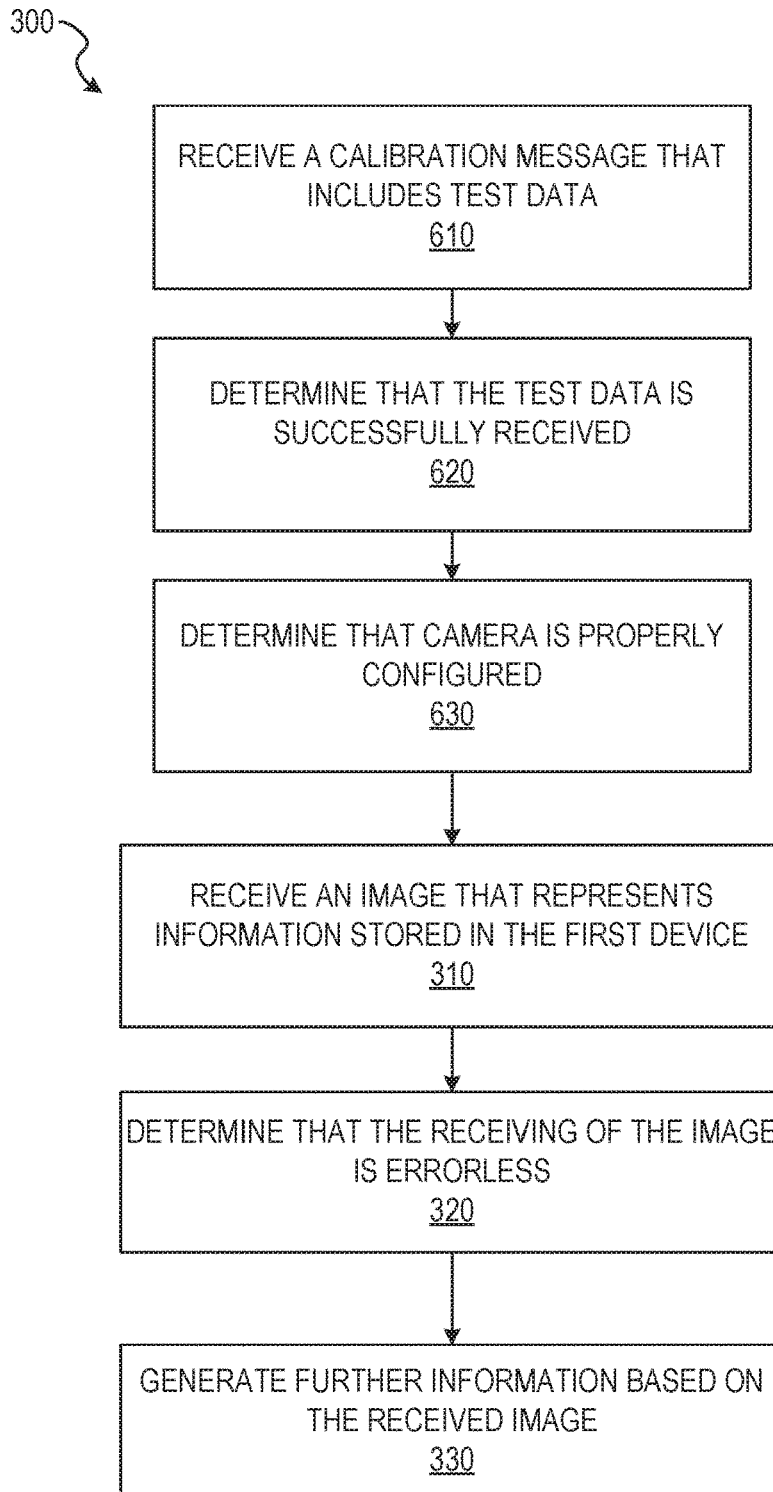 300
RECEIVE A CALIBRATION MESSAGE THAT
INCLUDES TEST DATA
610
DETERMINE THAT THE TEST DATA IS
SUCCESSFULLY RECEIVED
620
DETERMINE THAT CAMERA IS PROPERLY
CONFIGURED
630
RECEIVE AN IMAGE THAT REPRESENTS
INFORMATION STORED IN THE FIRST DEVICE
310
DETERMINE THAT THE RECEIVING OF THE IMAGE
IS ERRORLESS
320
GENERATE FURTHER INFORMATION BASED ON
THE RECEIVED IMAGE
330